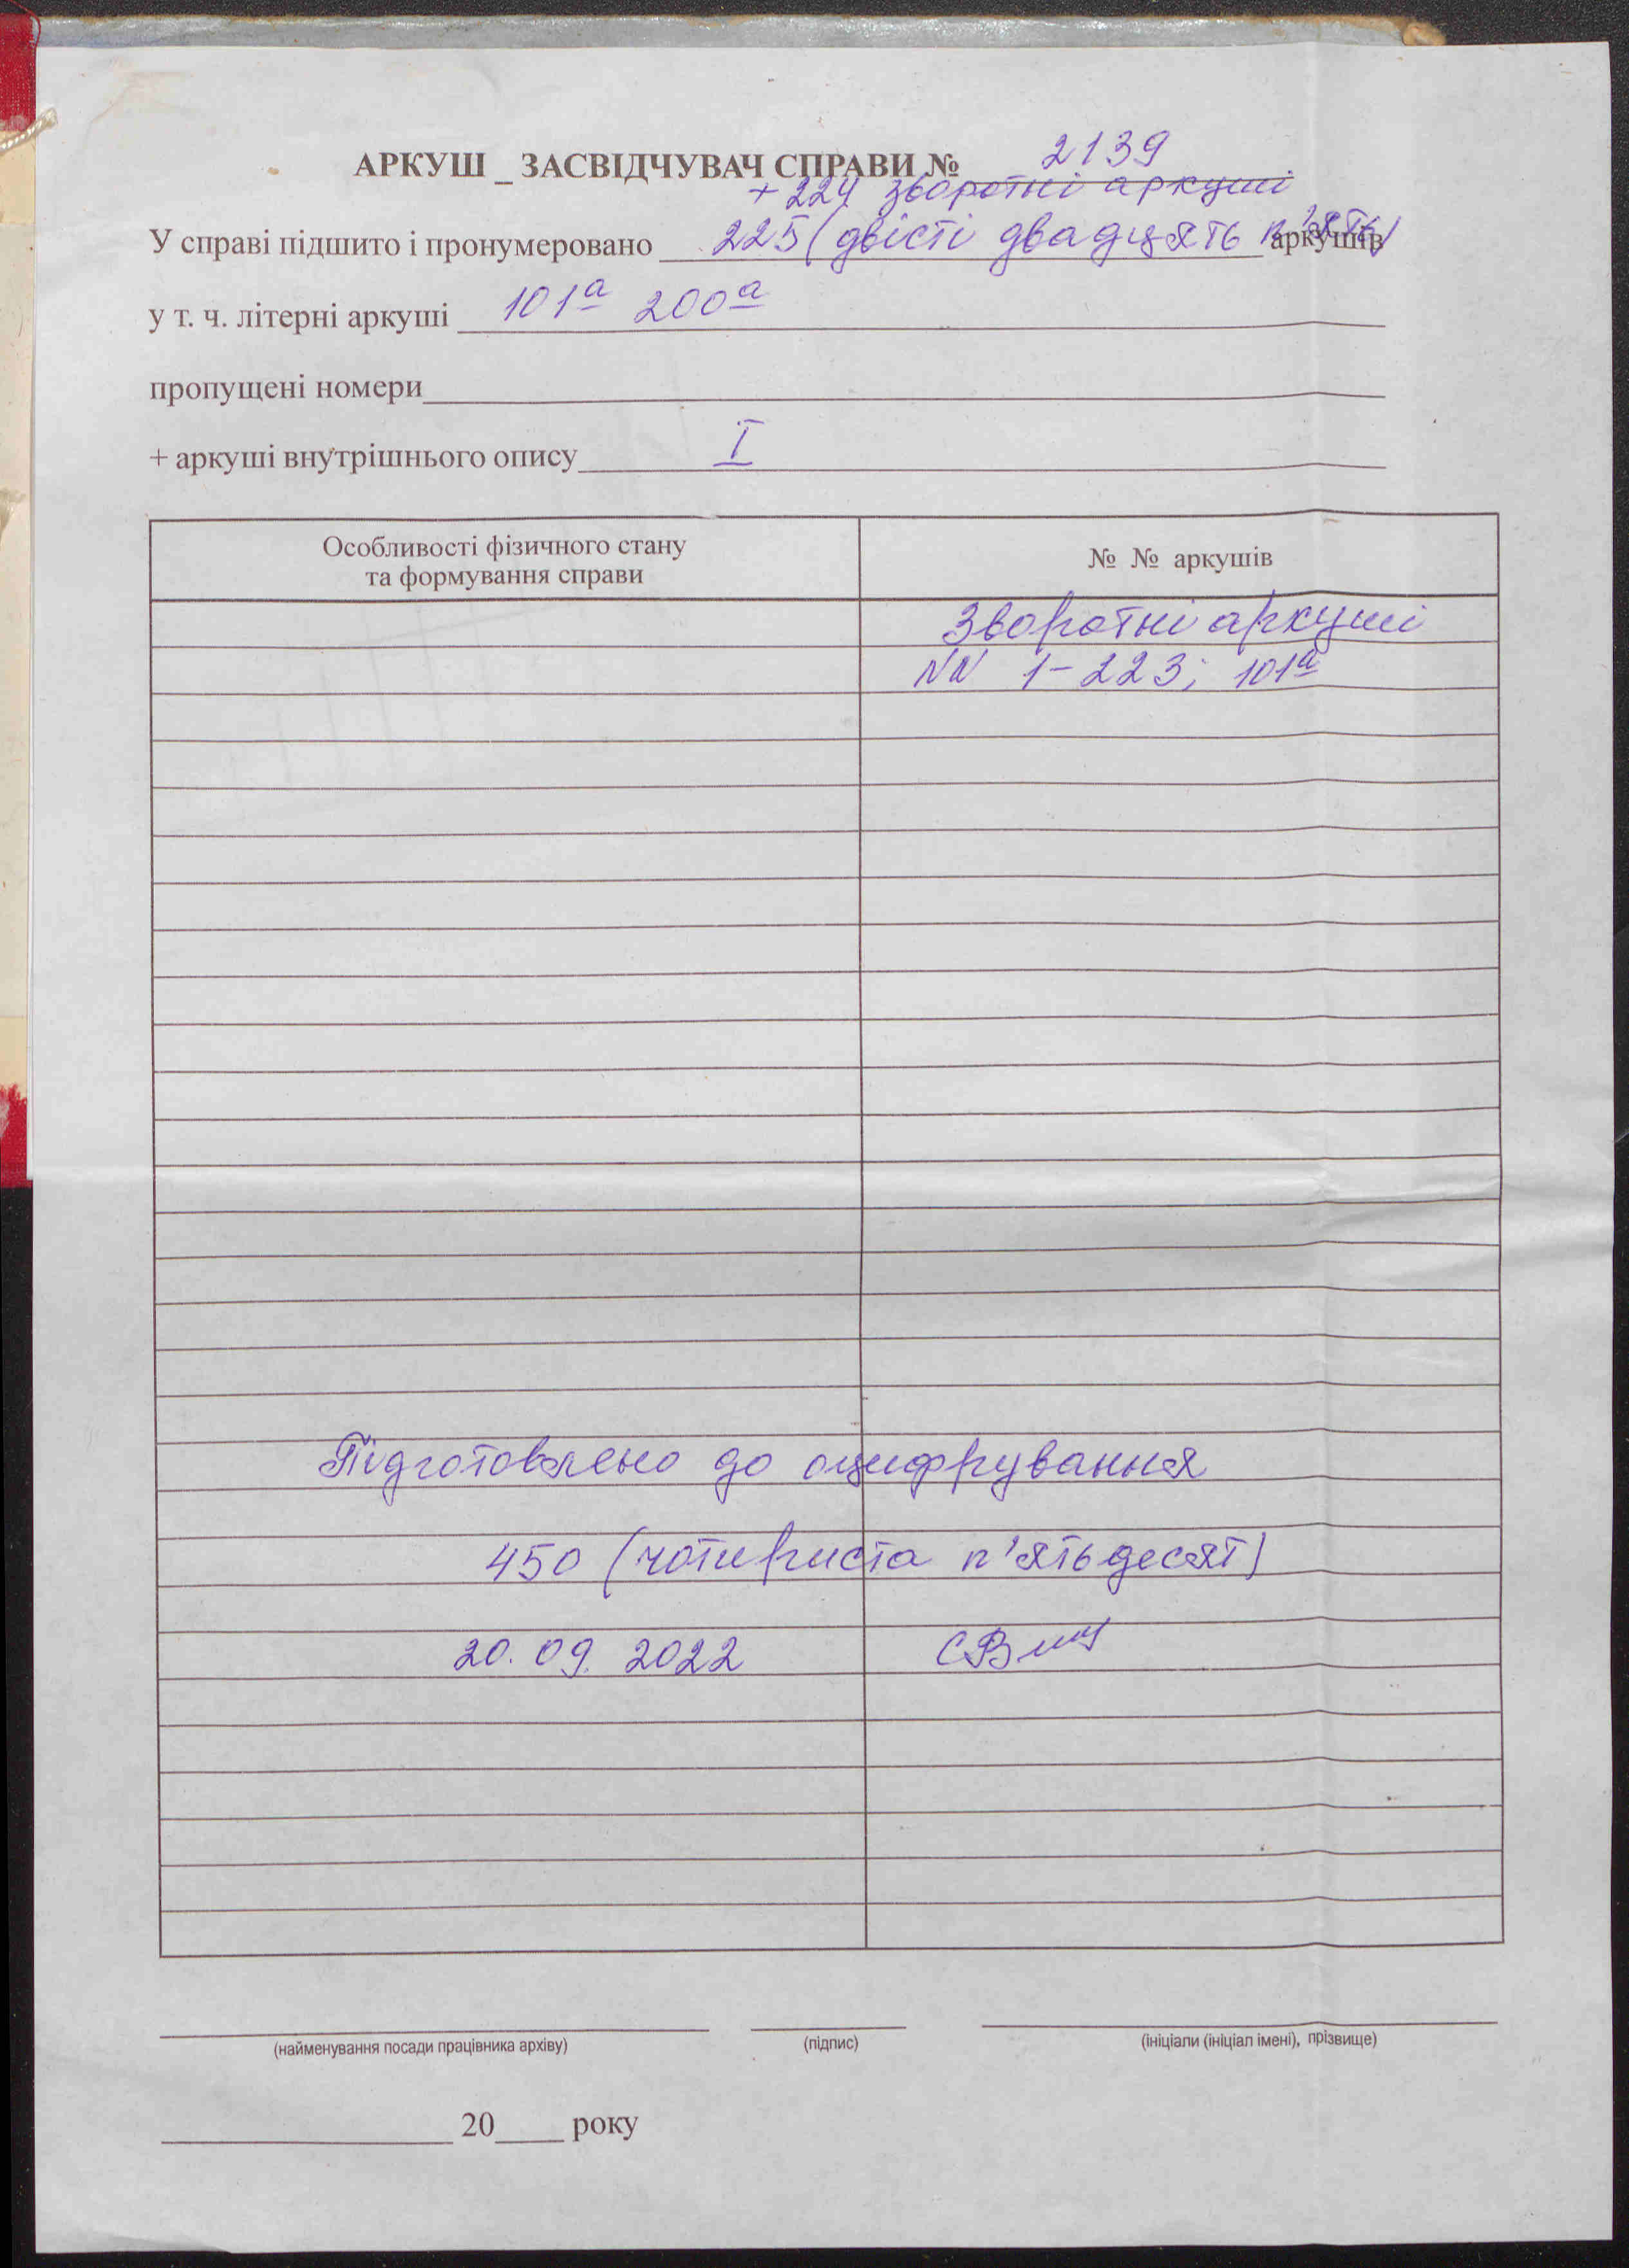 АРКУШ _ ЗАСВІДЧУВАЧ СПРАВИ № 2139
+ 224 зворотні аркуші
У справі підшито і пронумеровано 225 (двісті двадцять п'ять) аркушів
у т. ч. літерні аркуші 101а 200а
пропущені номери
+ аркуші внутрішнього опису I
Особливості фізичного стану
та формування справи
№ № аркушів
Зворотні аркуші
NN 1-223; 101а
Підготовлено до оцифрування
450 (чотириста п'ятьдесят)
20.09.2022
(найменування посади працівника архіву) (підпис) (ініціали (ініціал імені), прізвище)
20 року